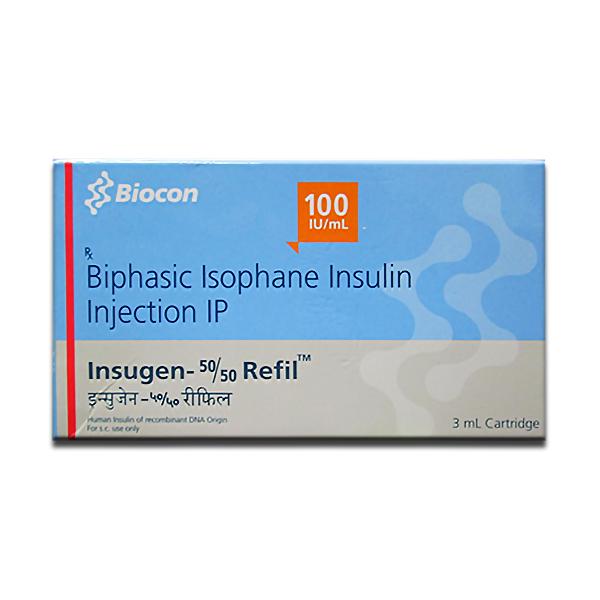 Biocon
100
IU/mL
Rx
Biphasic Isophane Insulin
Injection IP
Insugen-50/50 Refil™
इन्सुजेन -५०/५० रीफिल
Human Insulin of recombinant DNA Origin
For s.c. use only
3 mL Cartridge